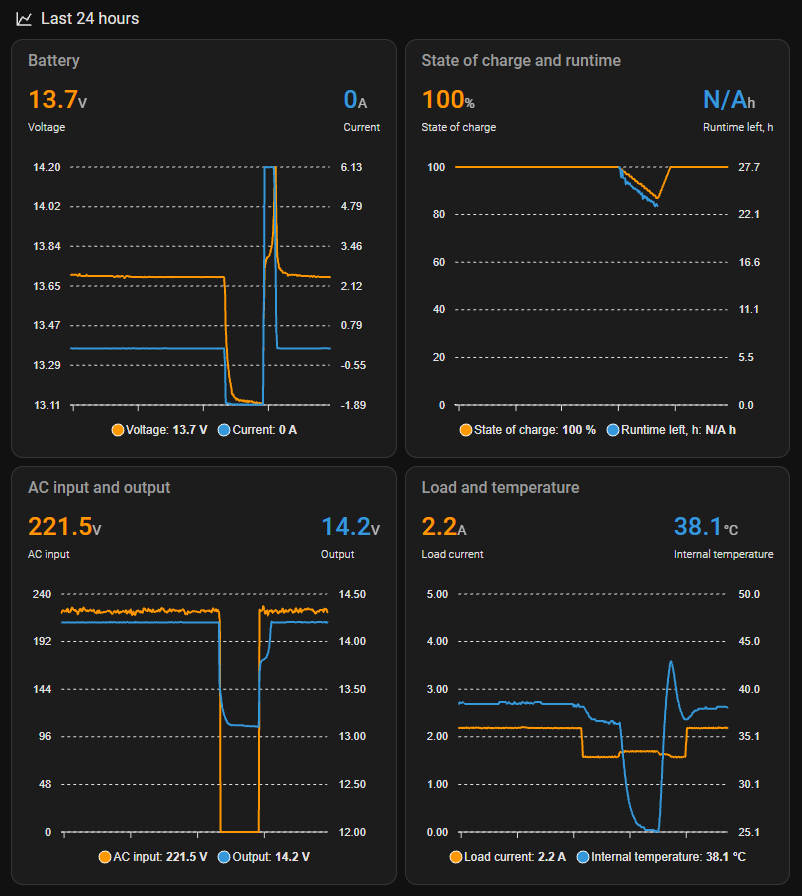 Last 24 hours
Battery
13.7V 0A
Voltage Current
14.20 6.13
14.02 4.79
13.84 3.46
13.65 2.12
13.47 0.79
13.29 -0.55
13.11 -1.89
Voltage: 13.7 V Current: 0 A
State of charge and runtime
100% N/Ah
State of charge Runtime left, h
100 27.7
80 22.1
60 16.6
40 11.1
20 5.5
0 0.0
State of charge: 100 % Runtime left, h: N/A h
AC input and output
221.5V 14.2V
AC input Output
240 14.50
192 14.00
144 13.50
96 13.00
48 12.50
0 12.00
AC input: 221.5 V Output: 14.2 V
Load and temperature
2.2A 38.1°C
Load current Internal temperature
5.00 50.0
4.00 45.0
3.00 40.0
2.00 35.1
1.00 30.1
0.00 25.1
Load current: 2.2 A Internal temperature: 38.1 °C